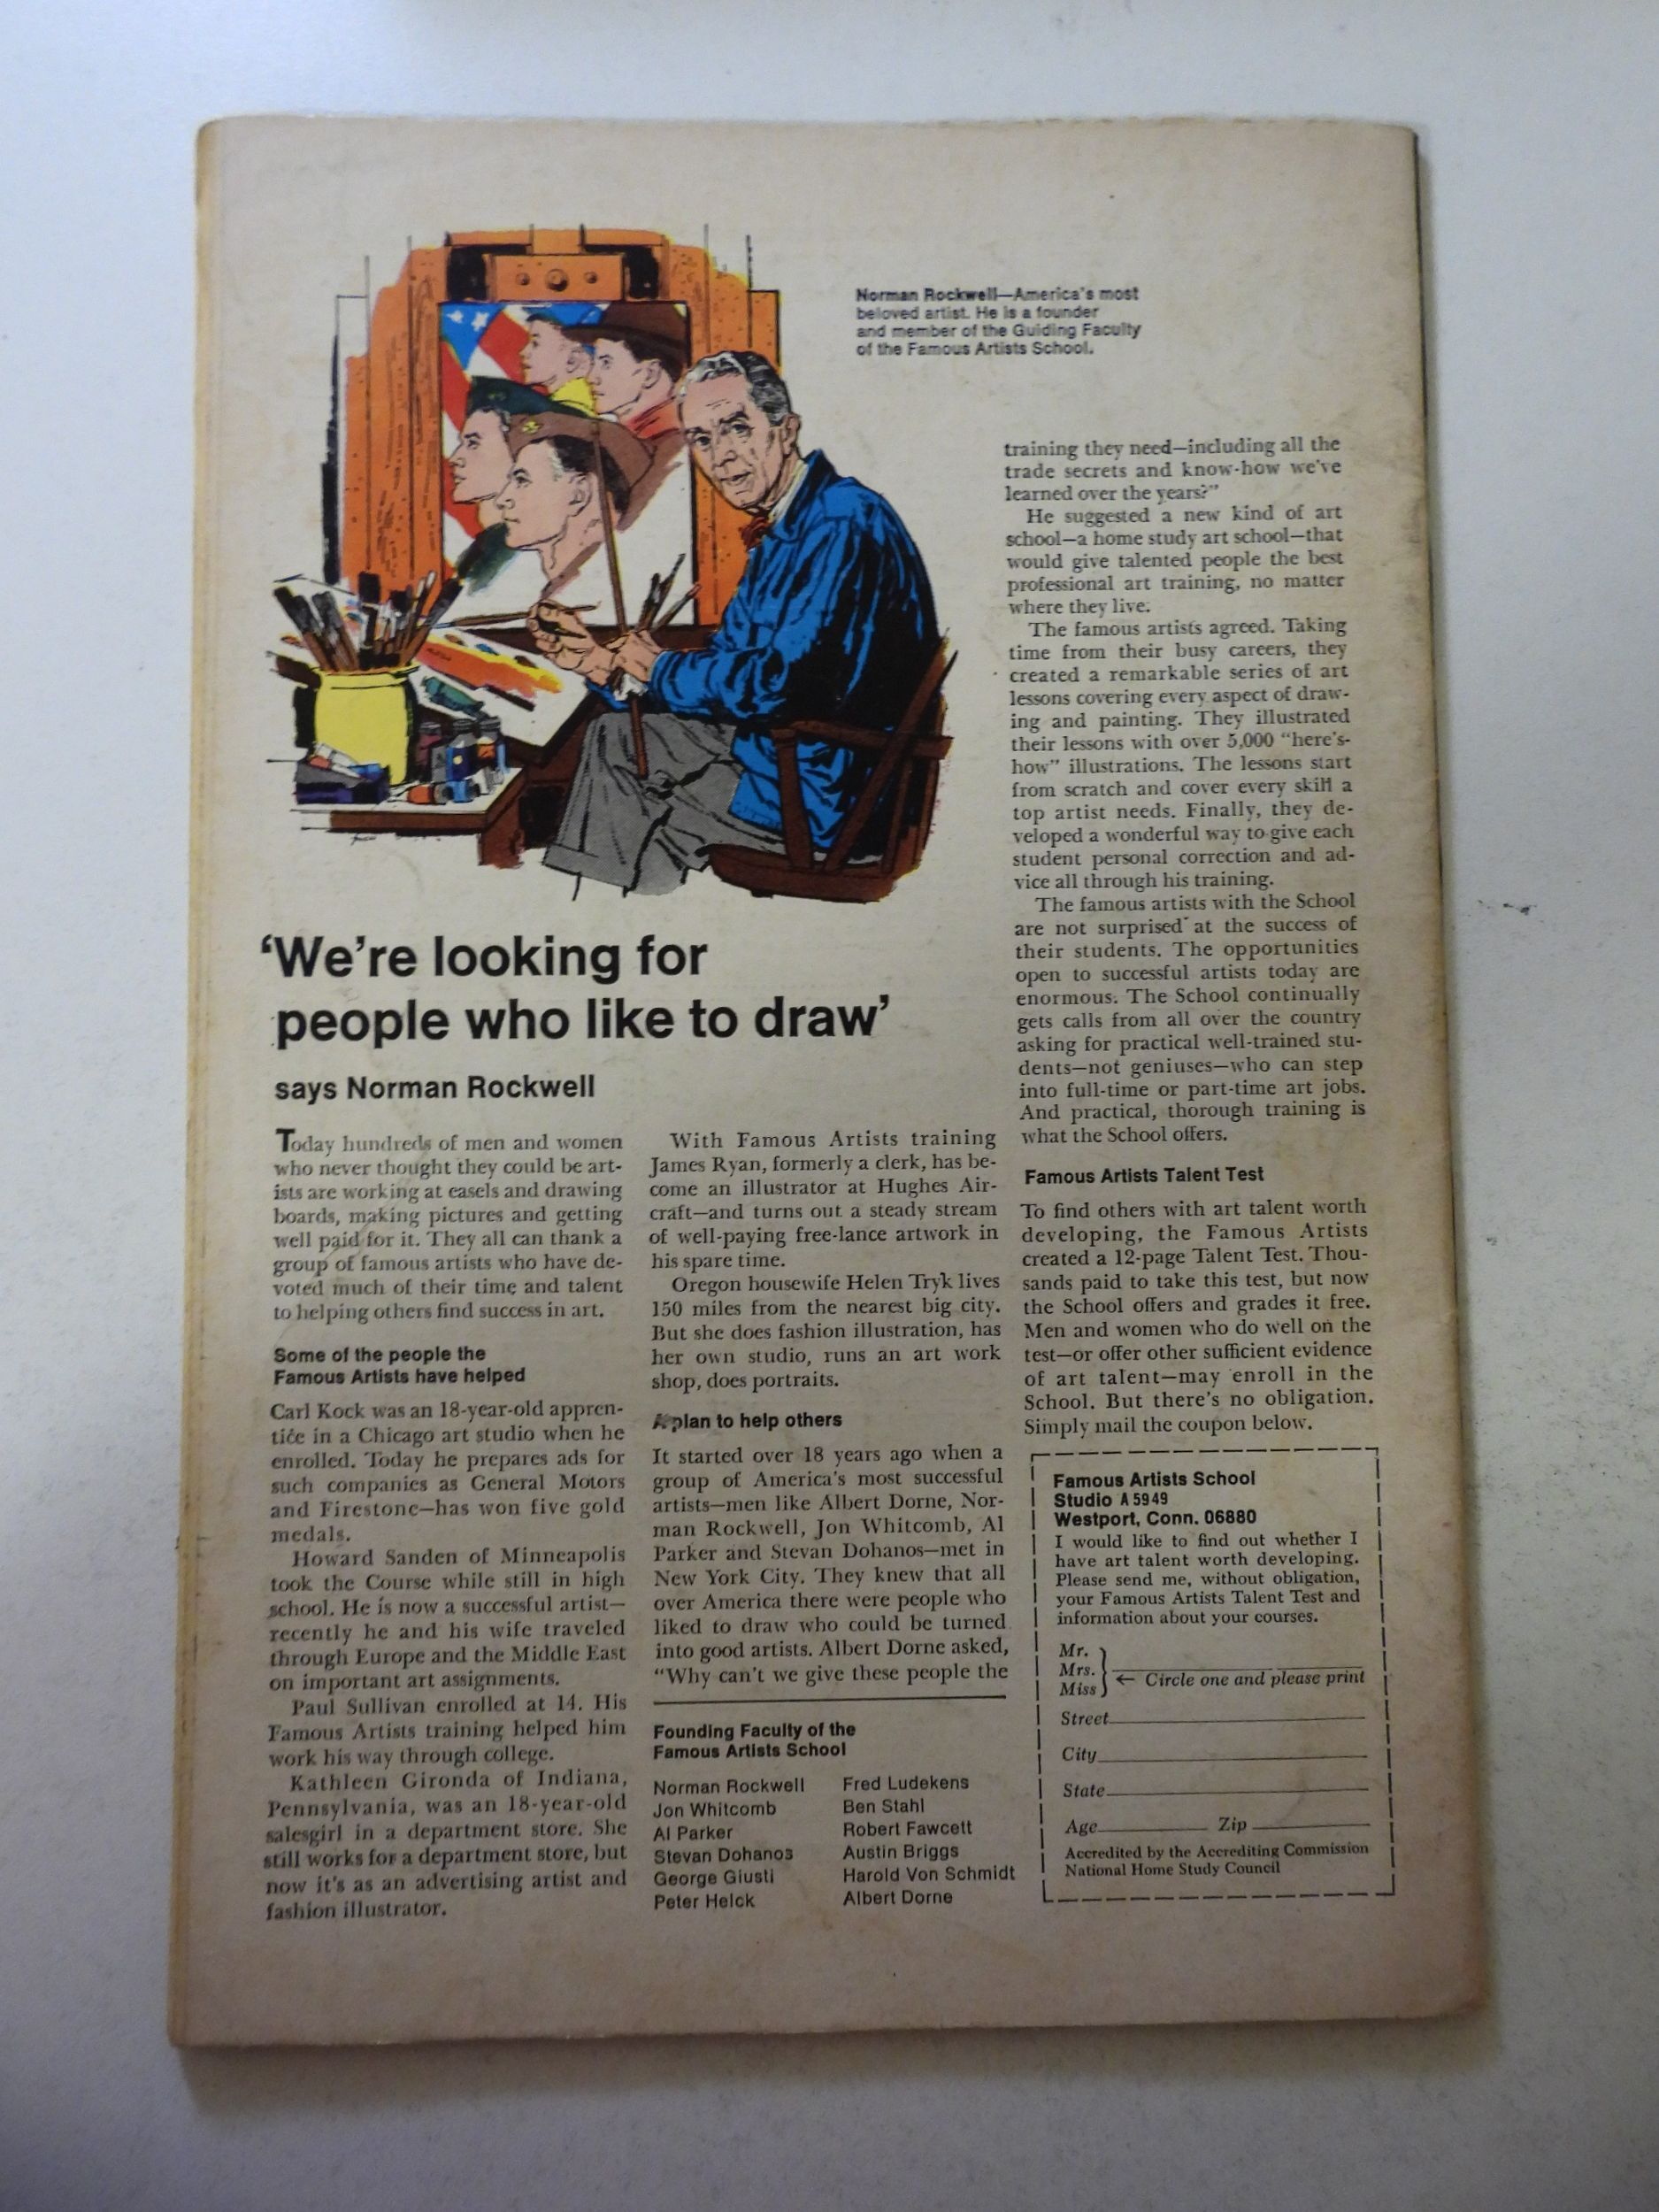 Norman Rockwell—America's most
beloved artist. He is a founder
and member of the Guiding Faculty
of the Famous Artists School.
'We're looking for
people who like to draw'
says Norman Rockwell
Today hundreds of men and women
who never thought they could be art-
ists are working at easels and drawing
boards, making pictures and getting
well paid for it. They all can thank a
group of famous artists who have de-
voted much of their time and talent
to helping others find success in art.
Some of the people the
Famous Artists have helped
Carl Kock was an 18-year-old appren-
tice in a Chicago art studio when he
enrolled. Today he prepares ads for
such companies as General Motors
and Firestone—has won five gold
medals.
Howard Sanden of Minneapolis
took the Course while still in high
school. He is now a successful artist—
recently he and his wife traveled
through Europe and the Middle East
on important art assignments.
Paul Sullivan enrolled at 14. His
Famous Artists training helped him
work his way through college.
Kathleen Gironda of Indiana,
Pennsylvania, was an 18-year-old
salesgirl in a department store. She
still works for a department store, but
now it's as an advertising artist and
fashion illustrator.
With Famous Artists training
James Ryan, formerly a clerk, has be-
come an illustrator at Hughes Air-
craft—and turns out a steady stream
of well-paying free-lance artwork in
his spare time.
Oregon housewife Helen Tryk lives
150 miles from the nearest big city.
But she does fashion illustration, has
her own studio, runs an art work
shop, does portraits.
A plan to help others
It started over 18 years ago when a
group of America's most successful
artists—men like Albert Dorne, Nor-
man Rockwell, Jon Whitcomb, Al
Parker and Stevan Dohanos—met in
New York City. They knew that all
over America there were people who
liked to draw who could be turned
into good artists. Albert Dorne asked,
"Why can't we give these people the
Founding Faculty of the
Famous Artists School
Norman Rockwell
Jon Whitcomb
Al Parker
Stevan Dohanos
George Giusti
Peter Helck
Fred Ludekens
Ben Stahl
Robert Fawcett
Austin Briggs
Harold Von Schmidt
Albert Dorne
training they need—including all the
trade secrets and know-how we've
learned over the years?"
He suggested a new kind of art
school—a home study art school—that
would give talented people the best
professional art training, no matter
where they live.
The famous artists agreed. Taking
time from their busy careers, they
created a remarkable series of art
lessons covering every aspect of draw-
ing and painting. They illustrated
their lessons with over 5,000 "here's-
how" illustrations. The lessons start
from scratch and cover every skill a
top artist needs. Finally, they de-
veloped a wonderful way to give each
student personal correction and ad-
vice all through his training.
The famous artists with the School
are not surprised at the success of
their students. The opportunities
open to successful artists today are
enormous. The School continually
gets calls from all over the country
asking for practical well-trained stu-
dents—not geniuses—who can step
into full-time or part-time art jobs.
And practical, thorough training is
what the School offers.
Famous Artists Talent Test
To find others with art talent worth
developing, the Famous Artists
created a 12-page Talent Test. Thou-
sands paid to take this test, but now
the School offers and grades it free.
Men and women who do well on the
test—or offer other sufficient evidence
of art talent—may enroll in the
School. But there's no obligation.
Simply mail the coupon below.
Famous Artists School
Studio A 5949
Westport, Conn. 06880
I would like to find out whether I
have art talent worth developing.
Please send me, without obligation,
your Famous Artists Talent Test and
information about your courses.
Mr.
Mrs.
Miss
← Circle one and please print
Street
City
State
Age Zip
Accredited by the Accrediting Commission
National Home Study Council